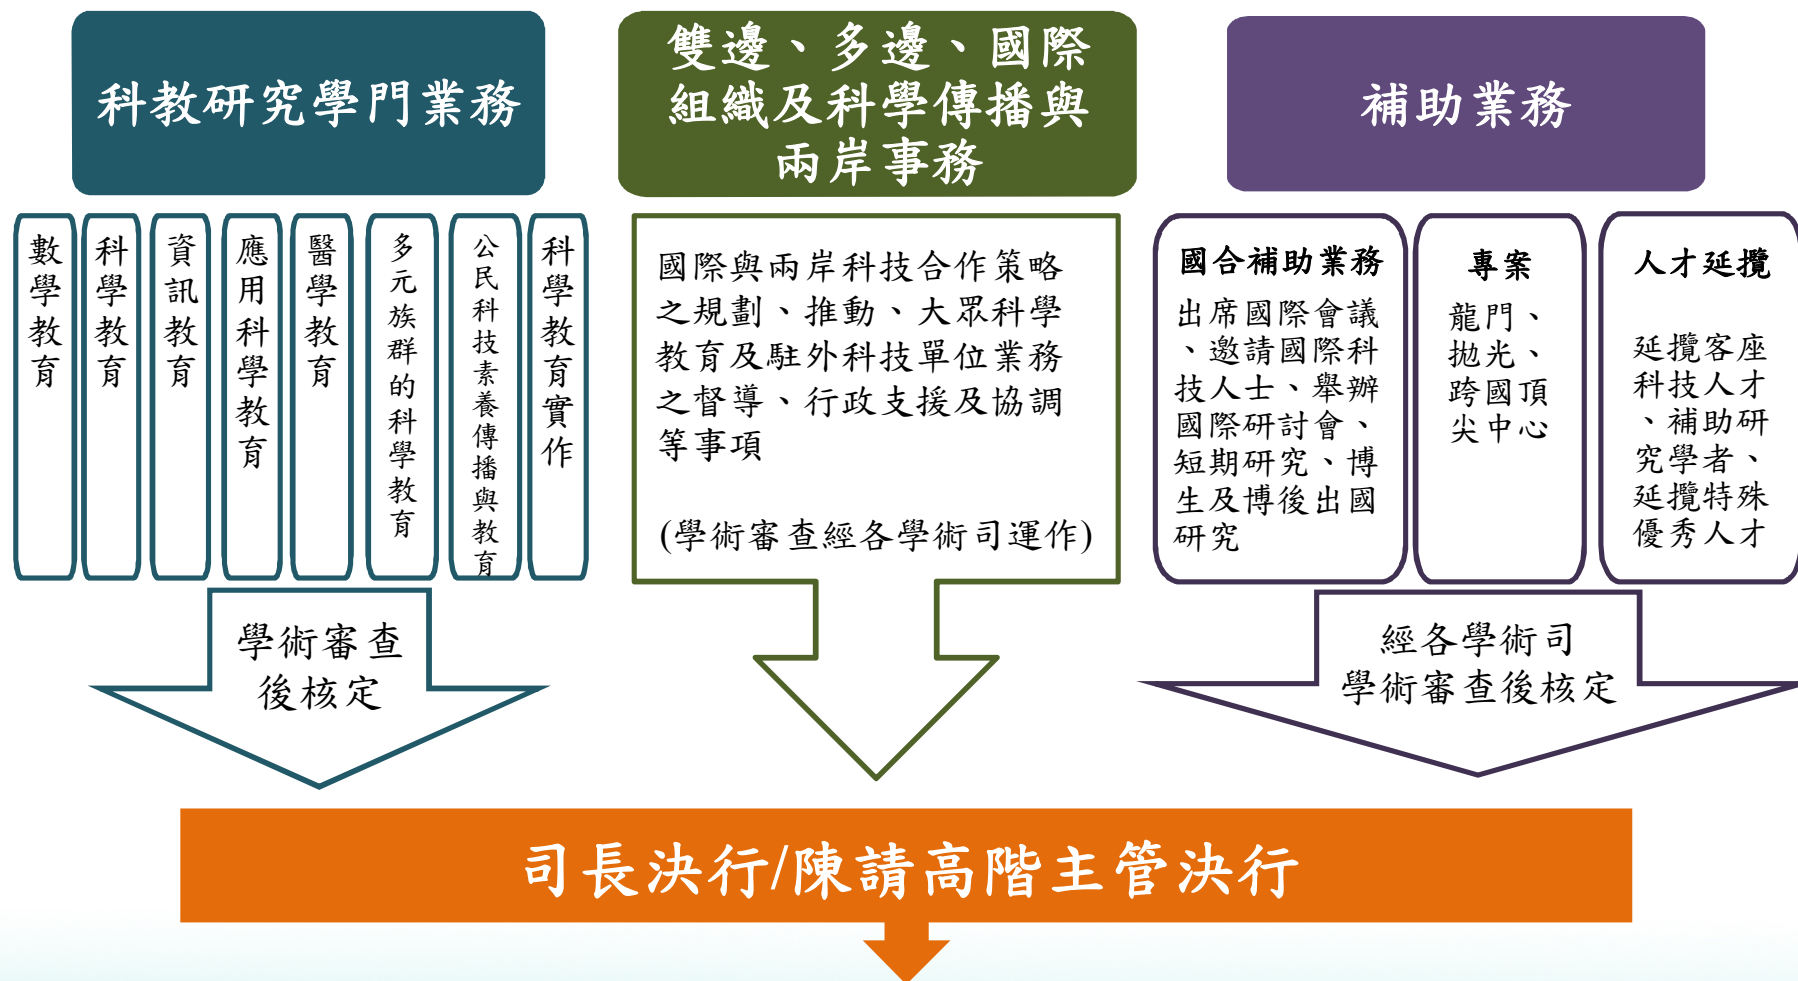 科教研究學門業務
數學教育
科學教育
資訊教育
應用科學教育
醫學教育
多元族群的科學教育
公民科技素養傳播與教育
科學教育實作
學術審查
後核定
雙邊、多邊、國際
組織及科學傳播與
兩岸事務
國際與兩岸科技合作策略
之規劃、推動、大眾科學
教育及駐外科技單位業務
之督導、行政支援及協調
等事項
(學術審查經各學術司運作)
補助業務
國合補助業務
出席國際會議
、邀請國際科
技人士、舉辦
國際研討會、
短期研究、博
生及博後出國
研究
專案
龍門、
拋光、
跨國頂
尖中心
人才延攬
延攬客座
科技人才
、補助研
究學者、
延攬特殊
優秀人才
經各學術司
學術審查後核定
司長決行/陳請高階主管決行